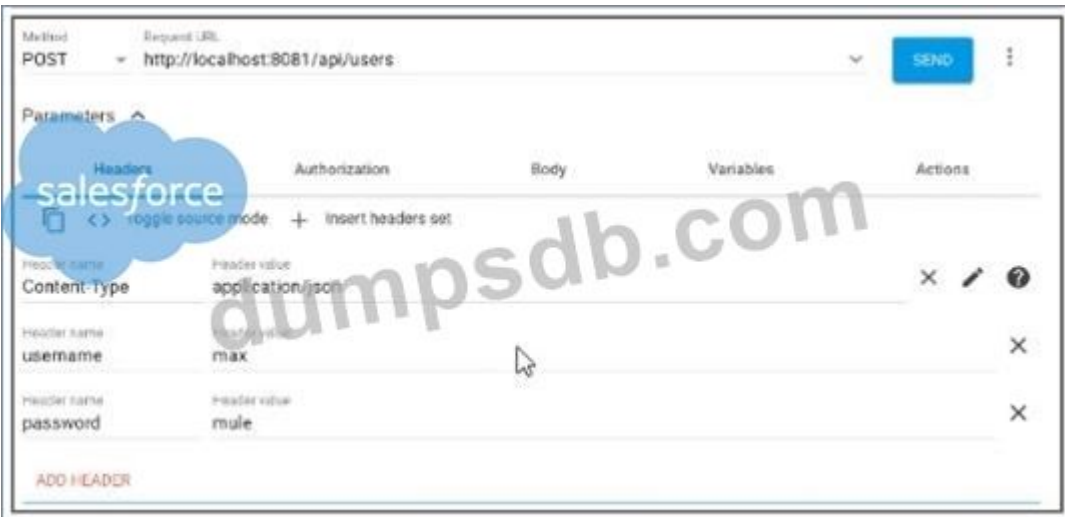 Method Request URL
POST http://localhost:8081/api/users SEND
Parameters
Headers Authorization Body Variables Actions
salesforce
<> Toggle source mode + Insert headers set
Header name Header value
Content-Type application/json
dumpsdb.com
Header name Header value
username max
Header name Header value
password mule
ADD HEADER